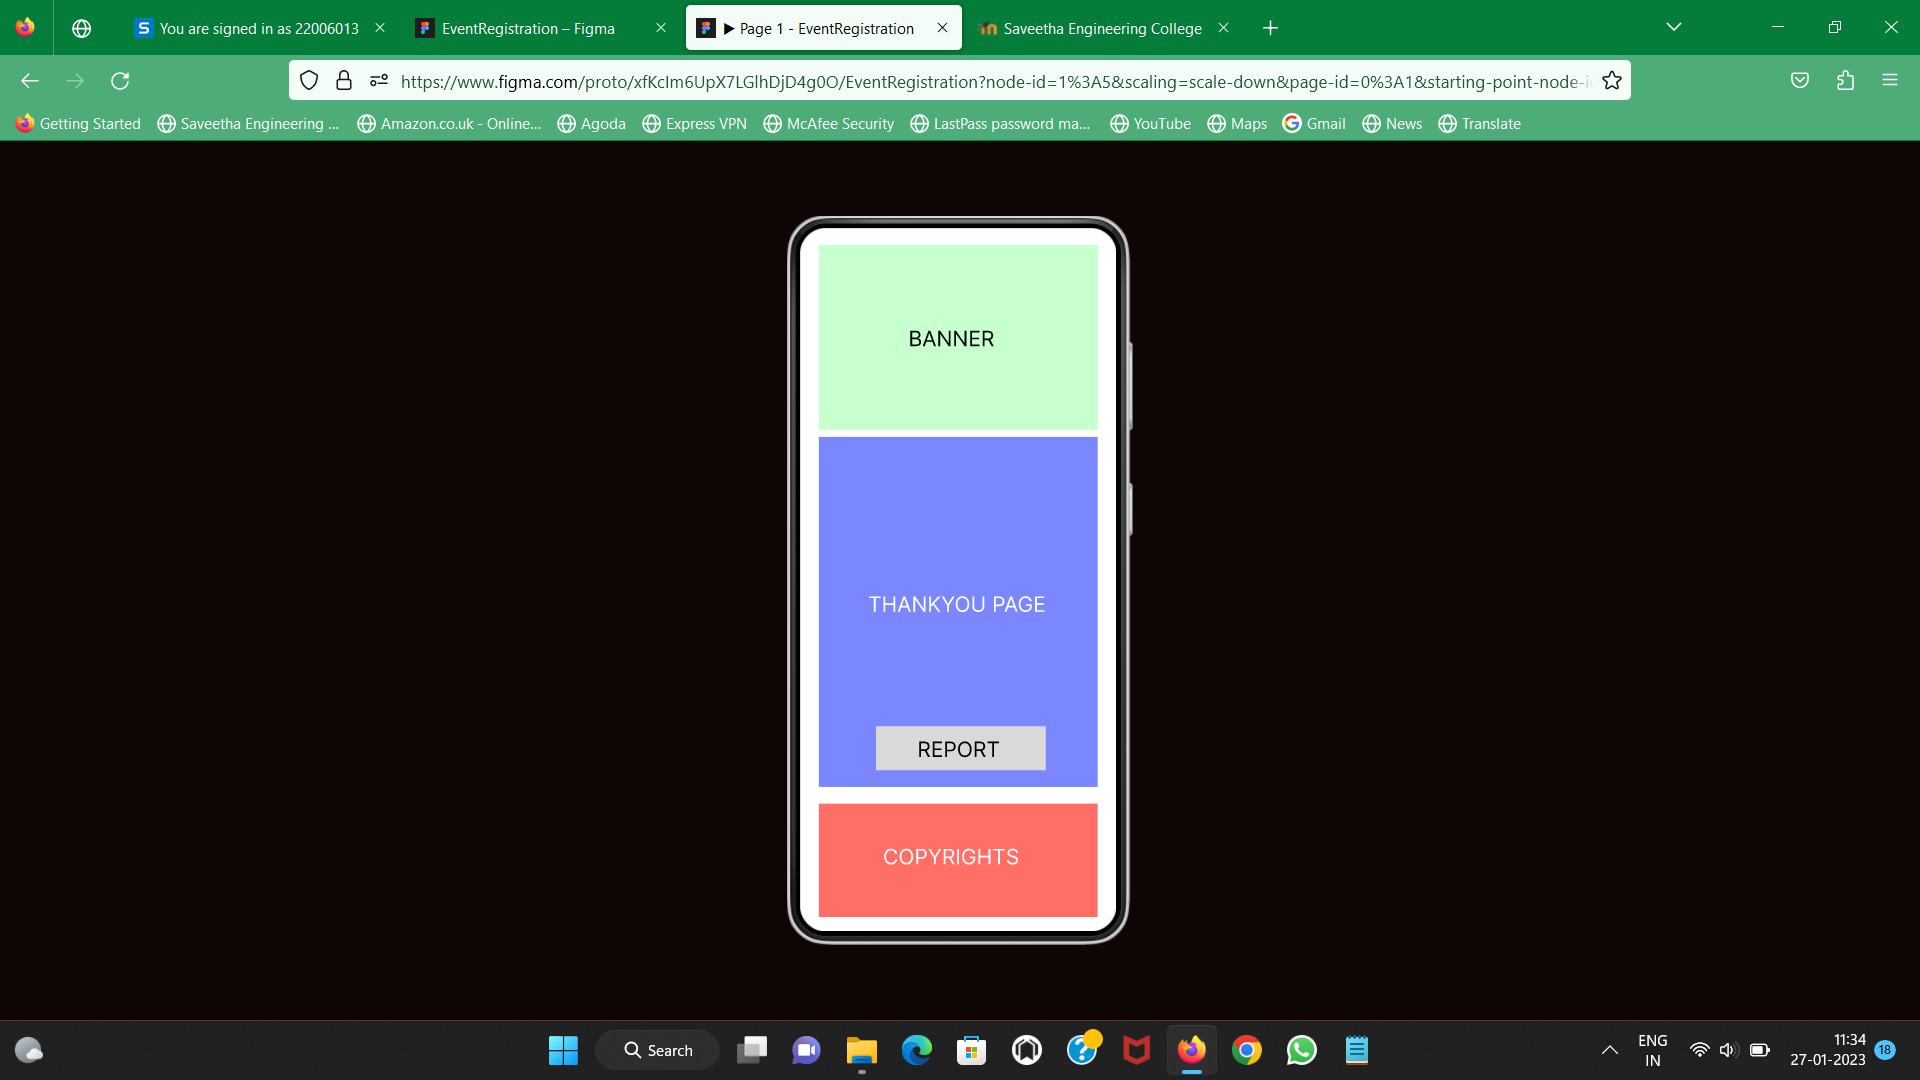 You are signed in as 22006013
EventRegistration – Figma
▶ Page 1 - EventRegistration
Saveetha Engineering College
https://www.figma.com/proto/xfKcIm6UpX7LGlhDjD4g0O/EventRegistration?node-id=1%3A5&scaling=scale-down&page-id=0%3A1&starting-point-node-i
Getting Started
Saveetha Engineering ...
Amazon.co.uk - Online...
Agoda
Express VPN
McAfee Security
LastPass password ma...
YouTube
Maps
Gmail
News
Translate
BANNER
THANKYOU PAGE
REPORT
COPYRIGHTS
Search
ENG
IN
11:34
27-01-2023
18